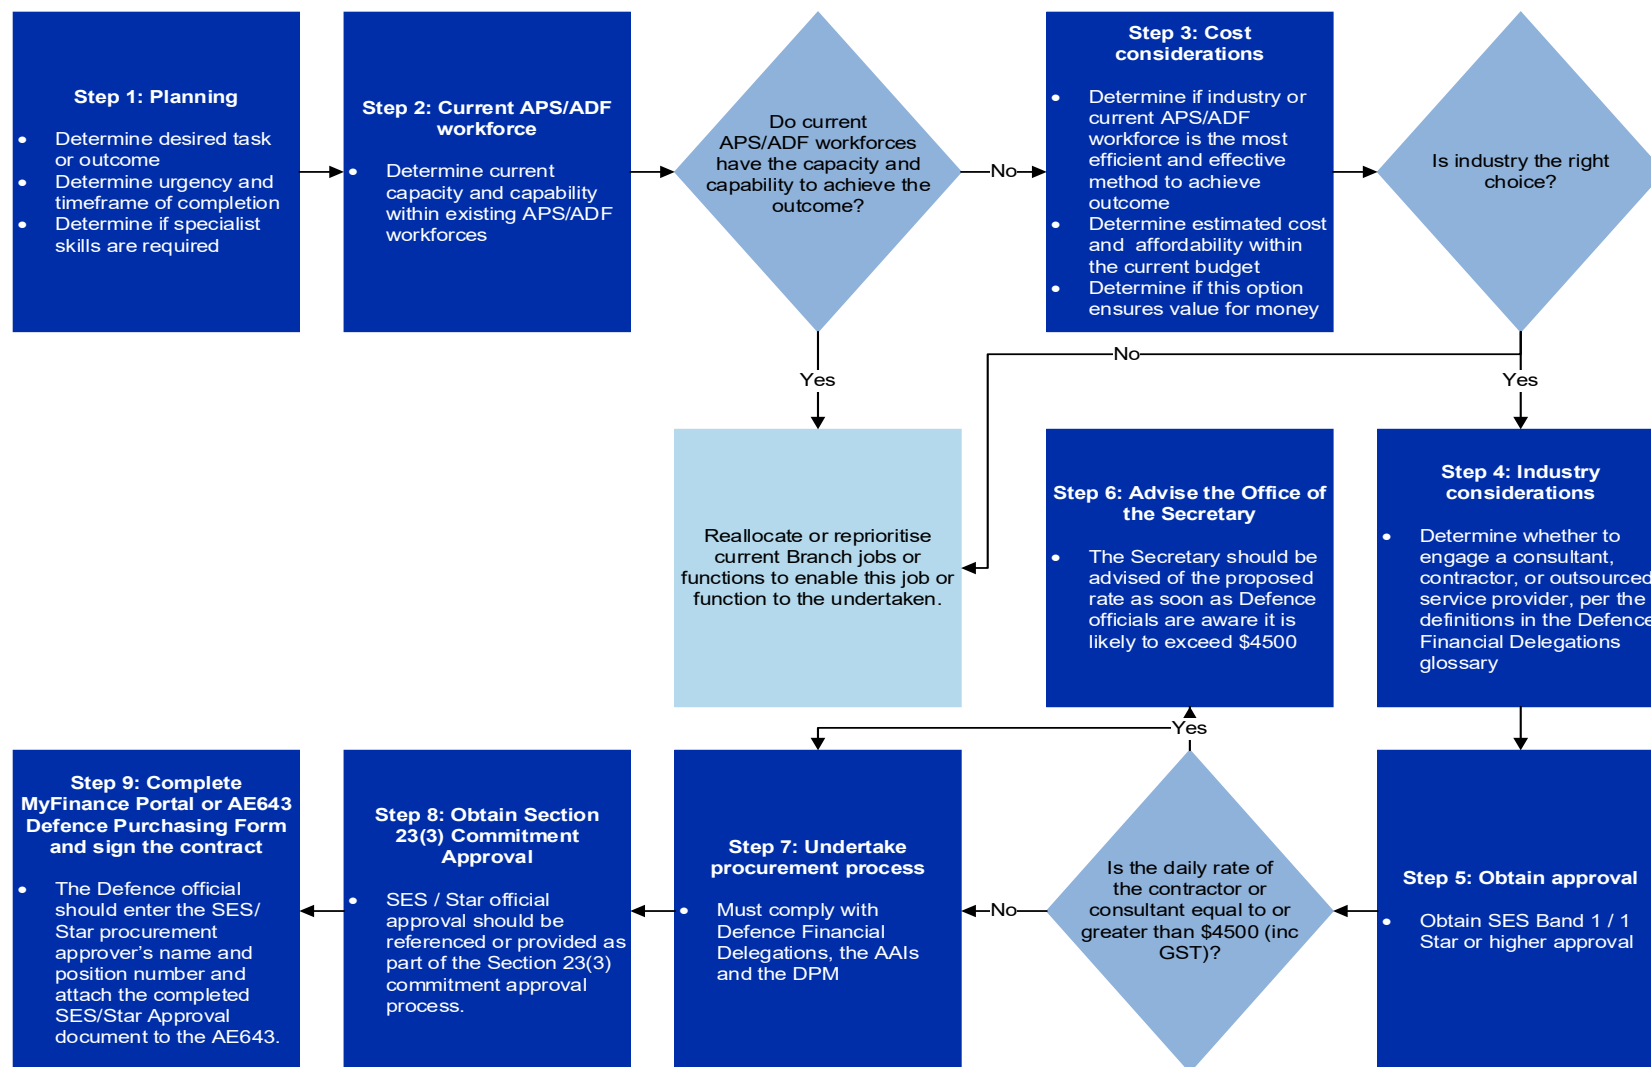 Step 1: Planning
• Determine desired task
or outcome
• Determine urgency and
timeframe of completion
• Determine if specialist
skills are required
Step 2: Current APS/ADF
workforce
• Determine current
capacity and capability
within existing APS/ADF
workforces
Do current
APS/ADF workforces
have the capacity and
capability to achieve the
outcome?
No
Yes
Step 3: Cost
considerations
• Determine if industry or
current APS/ADF
workforce is the most
efficient and effective
method to achieve
outcome
• Determine estimated cost
and affordability within
the current budget
• Determine if this option
ensures value for money
Is industry the right
choice?
No
Yes
Reallocate or reprioritise
current Branch jobs or
functions to enable this job or
function to the undertaken.
Step 4: Industry
considerations
• Determine whether to
engage a consultant,
contractor, or outsourced
service provider, per the
definitions in the Defence
Financial Delegations
glossary
Step 5: Obtain approval
• Obtain SES Band 1 / 1
Star or higher approval
Is the daily rate of
the contractor or
consultant equal to or
greater than $4500 (inc
GST)?
Yes
No
Step 6: Advise the Office of
the Secretary
• The Secretary should be
advised of the proposed
rate as soon as Defence
officials are aware it is
likely to exceed $4500
Step 7: Undertake
procurement process
• Must comply with
Defence Financial
Delegations, the AAIs
and the DPM
Step 8: Obtain Section
23(3) Commitment
Approval
• SES / Star official
approval should be
referenced or provided as
part of the Section 23(3)
commitment approval
process.
Step 9: Complete
MyFinance Portal or AE643
Defence Purchasing Form
and sign the contract
• The Defence official
should enter the SES/
Star procurement
approver's name and
position number and
attach the completed
SES/Star Approval
document to the AE643.